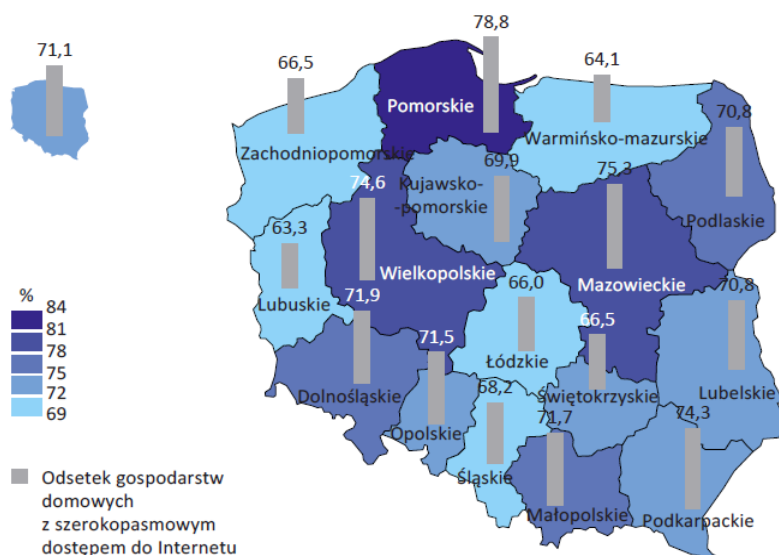 71,1
66,5
78,8
64,1
Pomorskie
Warmińsko-mazurskie
70,8
Zachodniopomorskie
74,6
69,9
75,3
Kujawsko-
-pomorskie
Podlaskie
63,3
Wielkopolskie
Mazowieckie
Lubuskie
66,0
70,8
71,9
71,5
66,5
Łódzkie
Dolnośląskie
68,2
Świętokrzyskie
Lubelskie
Opolskie
71,7
74,3
Śląskie
Małopolskie
Podkarpackie
%
84
81
78
75
72
69
Odsetek gospodarstw
domowych
z szerokopasmowym
dostępem do Internetu